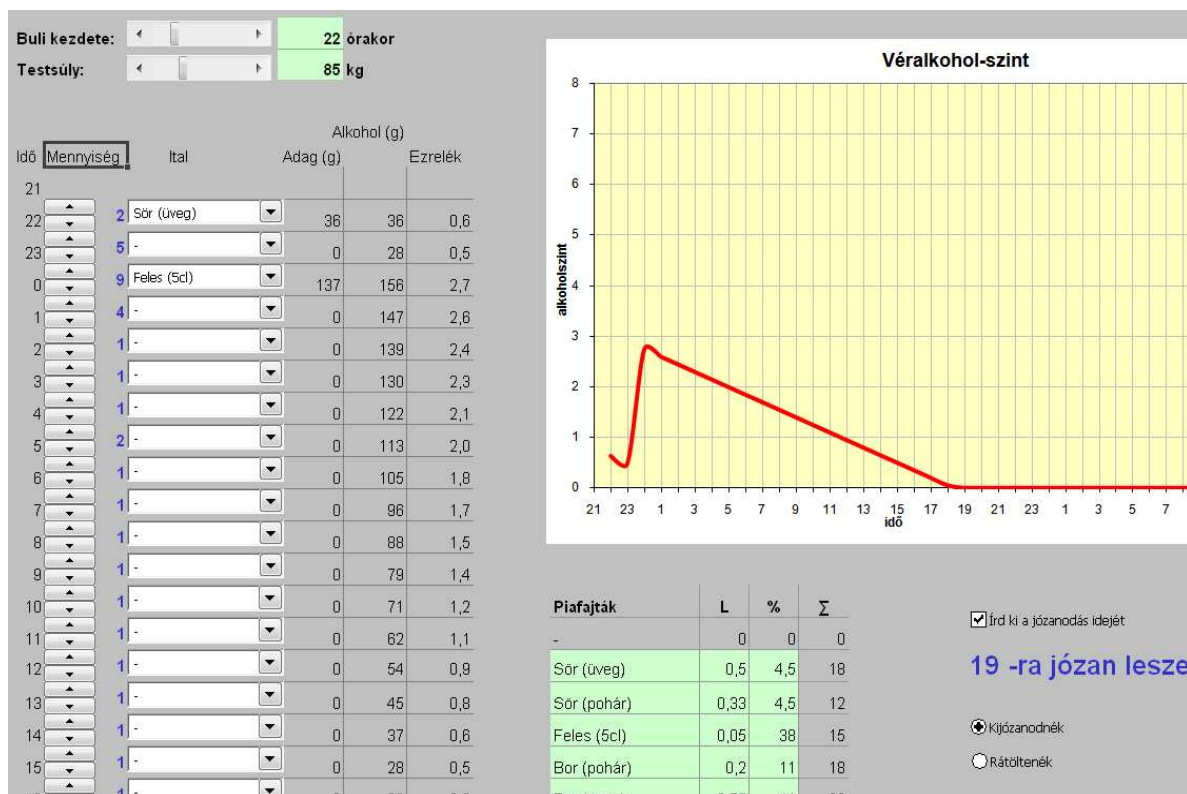 Buli kezdete: 22 órakor
Testsúly: 85 kg
Alkohol (g)
Idő Mennyiség Ital Adag (g) Ezrelék
21
22 2 Sör (üveg) 36 36 0,6
23 5 - 0 28 0,5
0 9 Feles (5cl) 137 156 2,7
1 4 - 0 147 2,6
2 1 - 0 139 2,4
3 1 - 0 130 2,3
4 1 - 0 122 2,1
5 2 - 0 113 2,0
6 1 - 0 105 1,8
7 1 - 0 96 1,7
8 1 - 0 88 1,5
9 1 - 0 79 1,4
10 1 - 0 71 1,2
11 1 - 0 62 1,1
12 1 - 0 54 0,9
13 1 - 0 45 0,8
14 1 - 0 37 0,6
15 1 - 0 28 0,5
Véralkohol-szint
alkoholszint
8
7
6
5
4
3
2
1
0
21 23 1 3 5 7 9 11 13 15 17 19 21 23 1 3 5 7
idő
Piafajták L % Σ
- 0 0 0
Sör (üveg) 0,5 4,5 18
Sör (pohár) 0,33 4,5 12
Feles (5cl) 0,05 38 15
Bor (pohár) 0,2 11 18
Írd ki a józanodás idejét
19 -ra józan lesze
Kijózanodnék
Rátöltenék